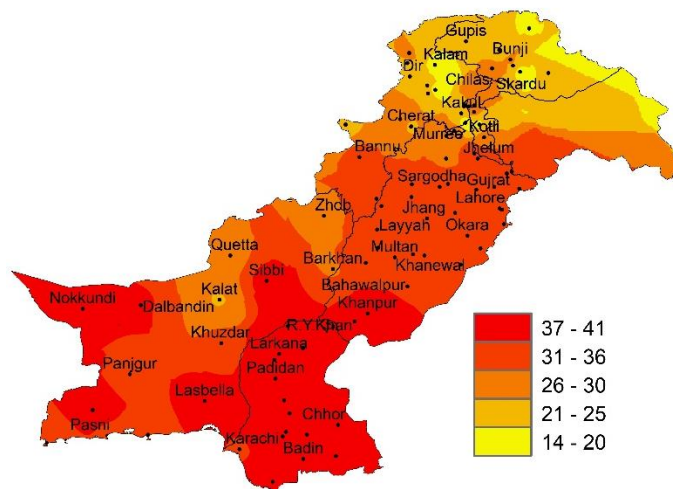 Gupis
Kalam
Bunji
Dir
Chilas
Skardu
Kakul
Cherat
Kotli
Murree
Jhelum
Bannu
Sargodha
Gujrat
Lahore
Zhob
Jhang
Layyah
Okara
Quetta
Multan
Barkhan
Khanewal
Sibbi
Kalat
Bahawalpur
Nokkundi
Dalbandin
Khanpur
R.Y.Khan
Khuzdar
Larkana
Panjgur
Padidan
Lasbella
Chhor
Pasni
Karachi
Badin
37 - 41
31 - 36
26 - 30
21 - 25
14 - 20